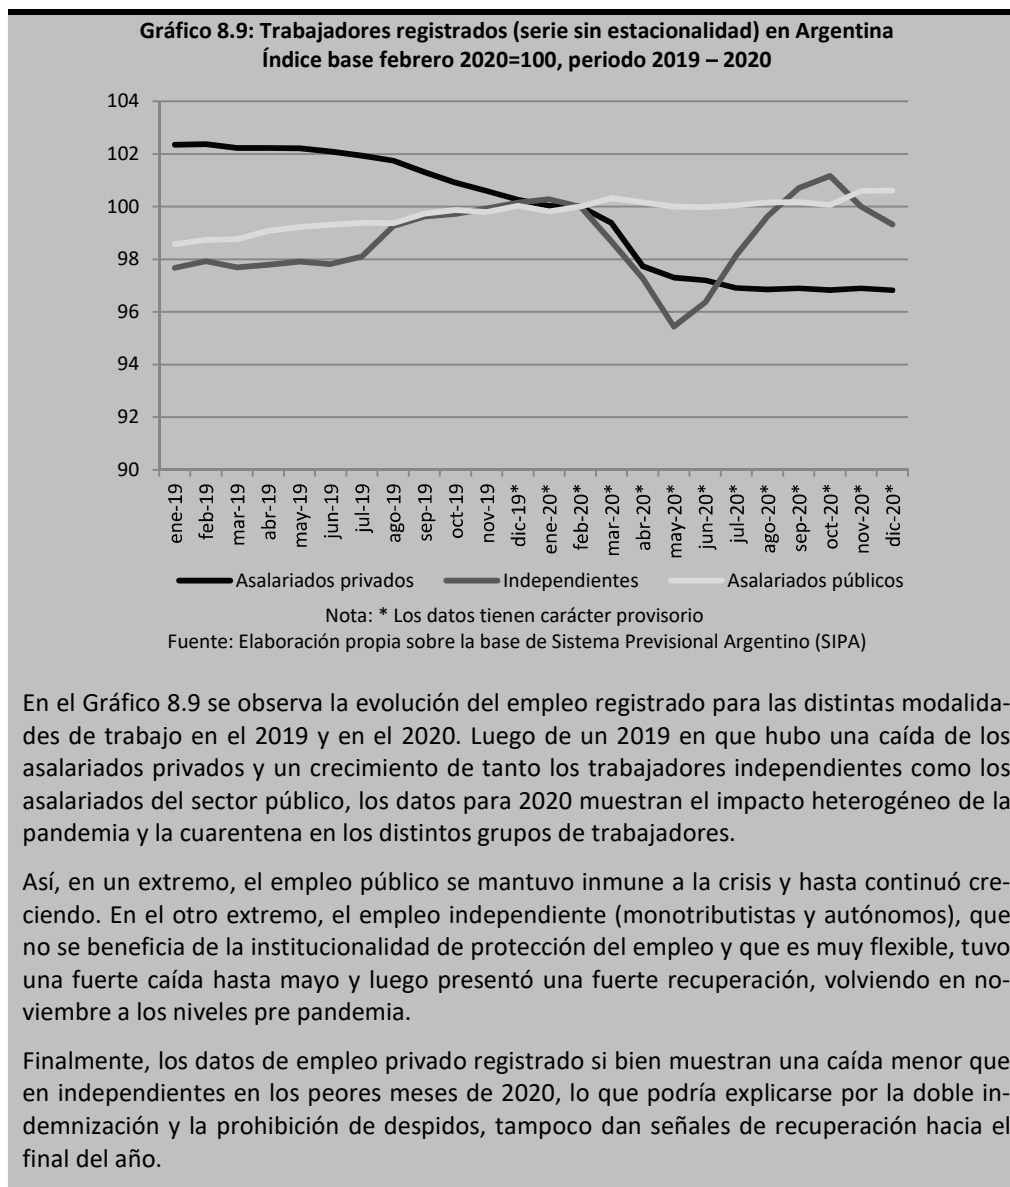 Gráfico 8.9: Trabajadores registrados (serie sin estacionalidad) en Argentina
Índice base febrero 2020=100, periodo 2019 – 2020
104
102
100
98
96
94
92
90
ene-19
feb-19
mar-19
abr-19
may-19
jun-19
jul-19
ago-19
sep-19
oct-19
nov-19
dic-19*
ene-20*
feb-20*
mar-20*
abr-20*
may-20*
jun-20*
jul-20*
ago-20*
sep-20*
oct-20*
nov-20*
dic-20*
Asalariados privados
Independientes
Asalariados públicos
Nota: * Los datos tienen carácter provisorio
Fuente: Elaboración propia sobre la base de Sistema Previsional Argentino (SIPA)
En el Gráfico 8.9 se observa la evolución del empleo registrado para las distintas modalida-
des de trabajo en el 2019 y en el 2020. Luego de un 2019 en que hubo una caída de los
asalariados privados y un crecimiento de tanto los trabajadores independientes como los
asalariados del sector público, los datos para 2020 muestran el impacto heterogéneo de la
pandemia y la cuarentena en los distintos grupos de trabajadores.
Así, en un extremo, el empleo público se mantuvo inmune a la crisis y hasta continuó cre-
ciendo. En el otro extremo, el empleo independiente (monotributistas y autónomos), que
no se beneficia de la institucionalidad de protección del empleo y que es muy flexible, tuvo
una fuerte caída hasta mayo y luego presentó una fuerte recuperación, volviendo en no-
viembre a los niveles pre pandemia.
Finalmente, los datos de empleo privado registrado si bien muestran una caída menor que
en independientes en los peores meses de 2020, lo que podría explicarse por la doble in-
demnización y la prohibición de despidos, tampoco dan señales de recuperación hacia el
final del año.